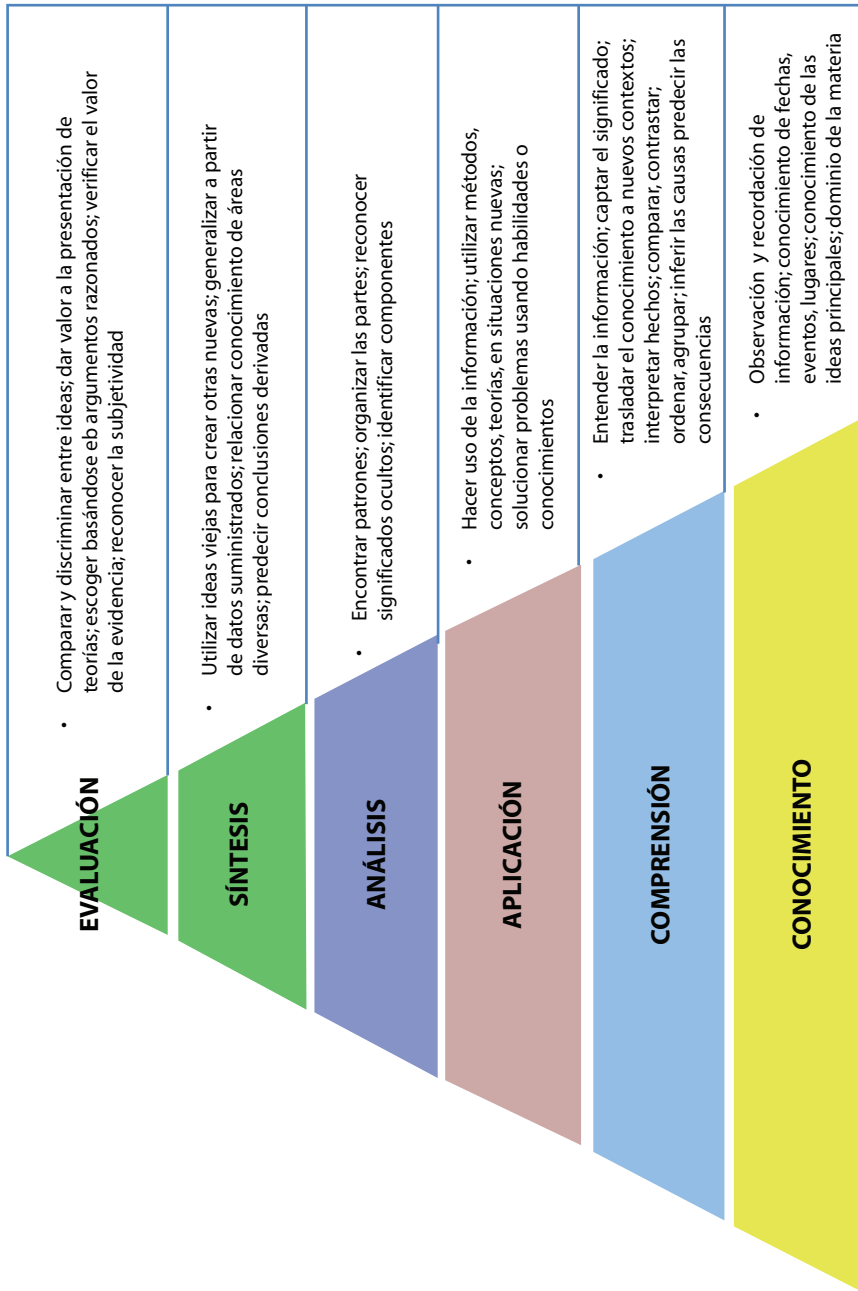 EVALUACIÓN
• Comparar y discriminar entre ideas; dar valor a la presentación de
teorías; escoger basándose eb argumentos razonados; verificar el valor
de la evidencia; reconocer la subjetividad
SÍNTESIS
• Utilizar ideas viejas para crear otras nuevas; generalizar a partir
de datos suministrados; relacionar conocimiento de áreas
diversas; predecir conclusiones derivadas
ANÁLISIS
• Encontrar patrones; organizar las partes; reconocer
significados ocultos; identificar componentes
APLICACIÓN
• Hacer uso de la información; utilizar métodos,
conceptos, teorías, en situaciones nuevas;
solucionar problemas usando habilidades o
conocimientos
COMPRENSIÓN
• Entender la información; captar el significado;
trasladar el conocimiento a nuevos contextos;
interpretar hechos; comparar, contrastar;
ordenar, agrupar; inferir las causas predecir las
consecuencias
CONOCIMIENTO
• Observación y recordación de
información; conocimiento de fechas,
eventos, lugares; conocimiento de las
ideas principales; dominio de la materia